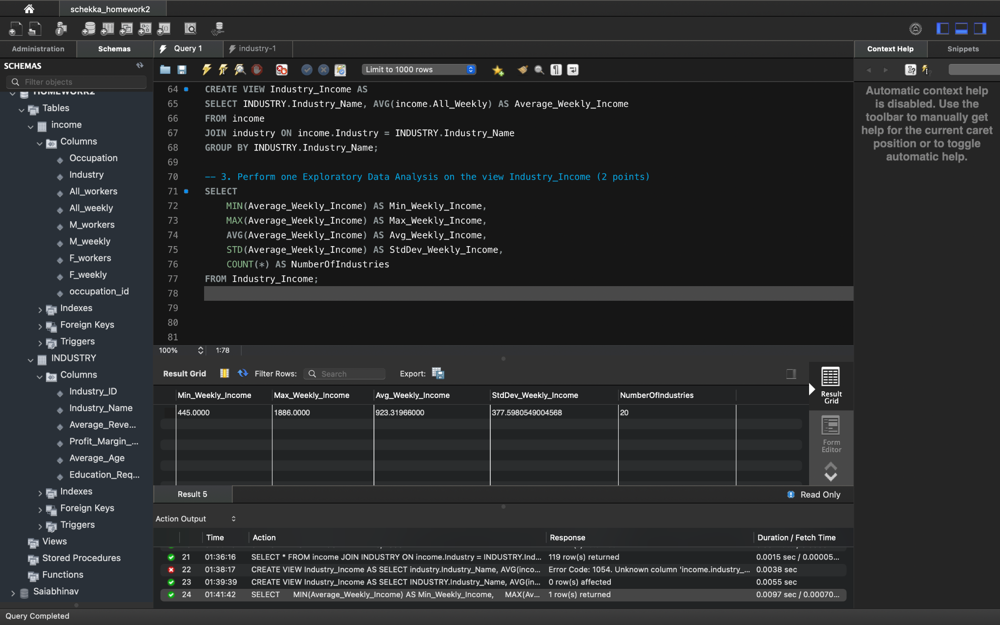 schekka_homework2
Administration
Schemas
Query 1
industry-1
Context Help
Snippets
SCHEMAS
Filter objects
Limit to 1000 rows
HOMEWORK2
Tables
income
Columns
Occupation
Industry
All_workers
All_weekly
M_workers
M_weekly
F_workers
F_weekly
occupation_id
Indexes
Foreign Keys
Triggers
INDUSTRY
Columns
Industry_ID
Industry_Name
Average_Reve...
Profit_Margin_...
Average_Age
Education_Req...
Indexes
Foreign Keys
Triggers
Views
Stored Procedures
Functions
Saiabhinav
64 CREATE VIEW Industry_Income AS
65 SELECT INDUSTRY.Industry_Name, AVG(income.All_Weekly) AS Average_Weekly_Income
66 FROM income
67 JOIN industry ON income.Industry = INDUSTRY.Industry_Name
68 GROUP BY INDUSTRY.Industry_Name;
69
70 -- 3. Perform one Exploratory Data Analysis on the view Industry_Income (2 points)
71 SELECT
72 MIN(Average_Weekly_Income) AS Min_Weekly_Income,
73 MAX(Average_Weekly_Income) AS Max_Weekly_Income,
74 AVG(Average_Weekly_Income) AS Avg_Weekly_Income,
75 STD(Average_Weekly_Income) AS StdDev_Weekly_Income,
76 COUNT(*) AS NumberOfIndustries
77 FROM Industry_Income;
78
79
80
81
100% 1:78
Automatic context help
is disabled. Use the
toolbar to manually get
help for the current caret
position or to toggle
automatic help.
Result Grid Filter Rows: Search Export:
Min_Weekly_Income Max_Weekly_Income Avg_Weekly_Income StdDev_Weekly_Income NumberOfIndustries
445.0000 1886.0000 923.31966000 377.5980549004568 20
Result
Grid
Form
Editor
Result 5
Read Only
Action Output
Time Action Response Duration / Fetch Time
21 01:36:16 SELECT * FROM income JOIN INDUSTRY ON income.Industry = INDUSTRY.Ind... 119 row(s) returned 0.0015 sec / 0.00005...
22 01:38:17 CREATE VIEW Industry_Income AS SELECT industry.Industry_Name, AVG(inco... Error Code: 1054. Unknown column 'income.industry_... 0.0038 sec
23 01:39:39 CREATE VIEW Industry_Income AS SELECT INDUSTRY.Industry_Name, AVG(in... 0 row(s) affected 0.0055 sec
24 01:41:42 SELECT MIN(Average_Weekly_Income) AS Min_Weekly_Income, MAX(Av... 1 row(s) returned 0.0097 sec / 0.00070...
Query Completed